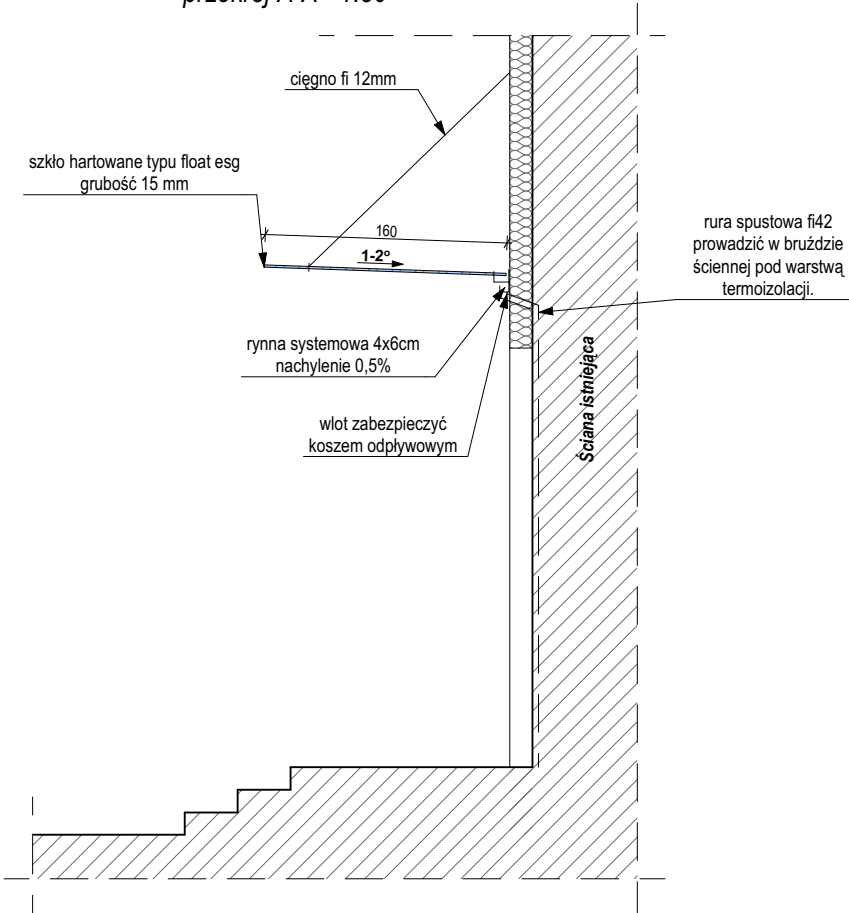 cięgno fi 12mm
szkło hartowane typu float esg
grubość 15 mm
160
1-2º
rura spustowa fi42
prowadzić w bruździe
ściennej pod warstwą
termoizolacji.
rynna systemowa 4x6cm
nachylenie 0,5%
wlot zabezpieczyć
koszem odpływowym
Ściana istniejąca